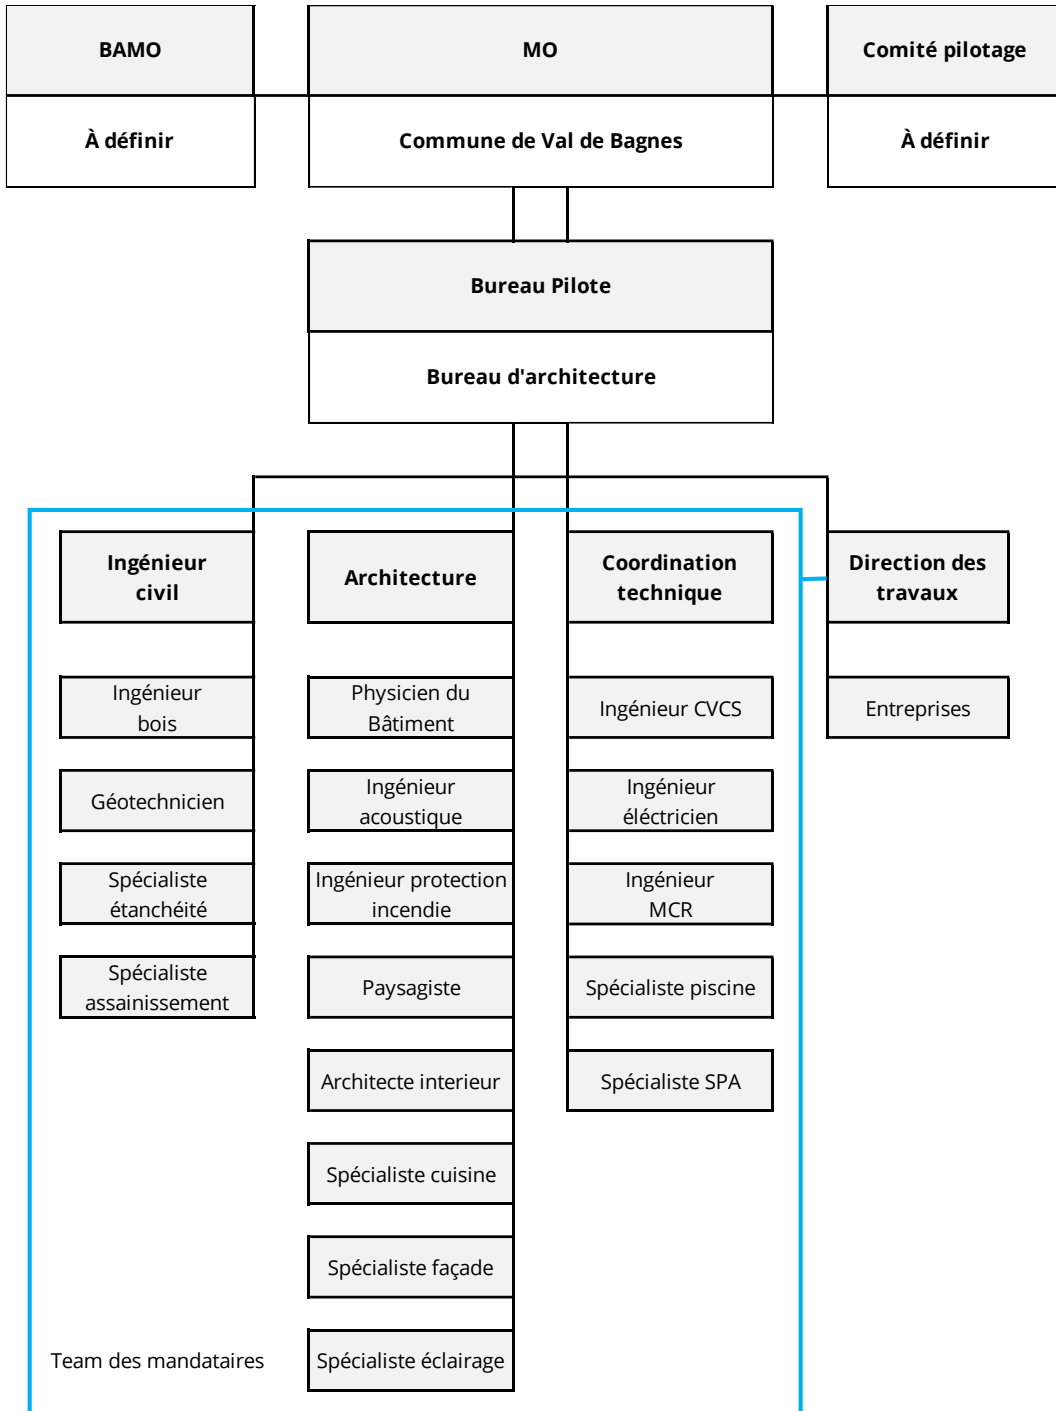 BAMO
MO
Comité pilotage
À définir
Commune de Val de Bagnes
À définir
Bureau Pilote
Bureau d'architecture
Ingénieur
civil
Architecture
Coordination
technique
Direction des
travaux
Ingénieur
bois
Physicien du
Bâtiment
Ingénieur CVCS
Entreprises
Géotechnicien
Ingénieur
acoustique
Ingénieur
éléctricien
Spécialiste
étanchéité
Ingénieur protection
incendie
Ingénieur
MCR
Spécialiste
assainissement
Paysagiste
Spécialiste piscine
Architecte interieur
Spécialiste SPA
Spécialiste cuisine
Spécialiste façade
Team des mandataires
Spécialiste éclairage